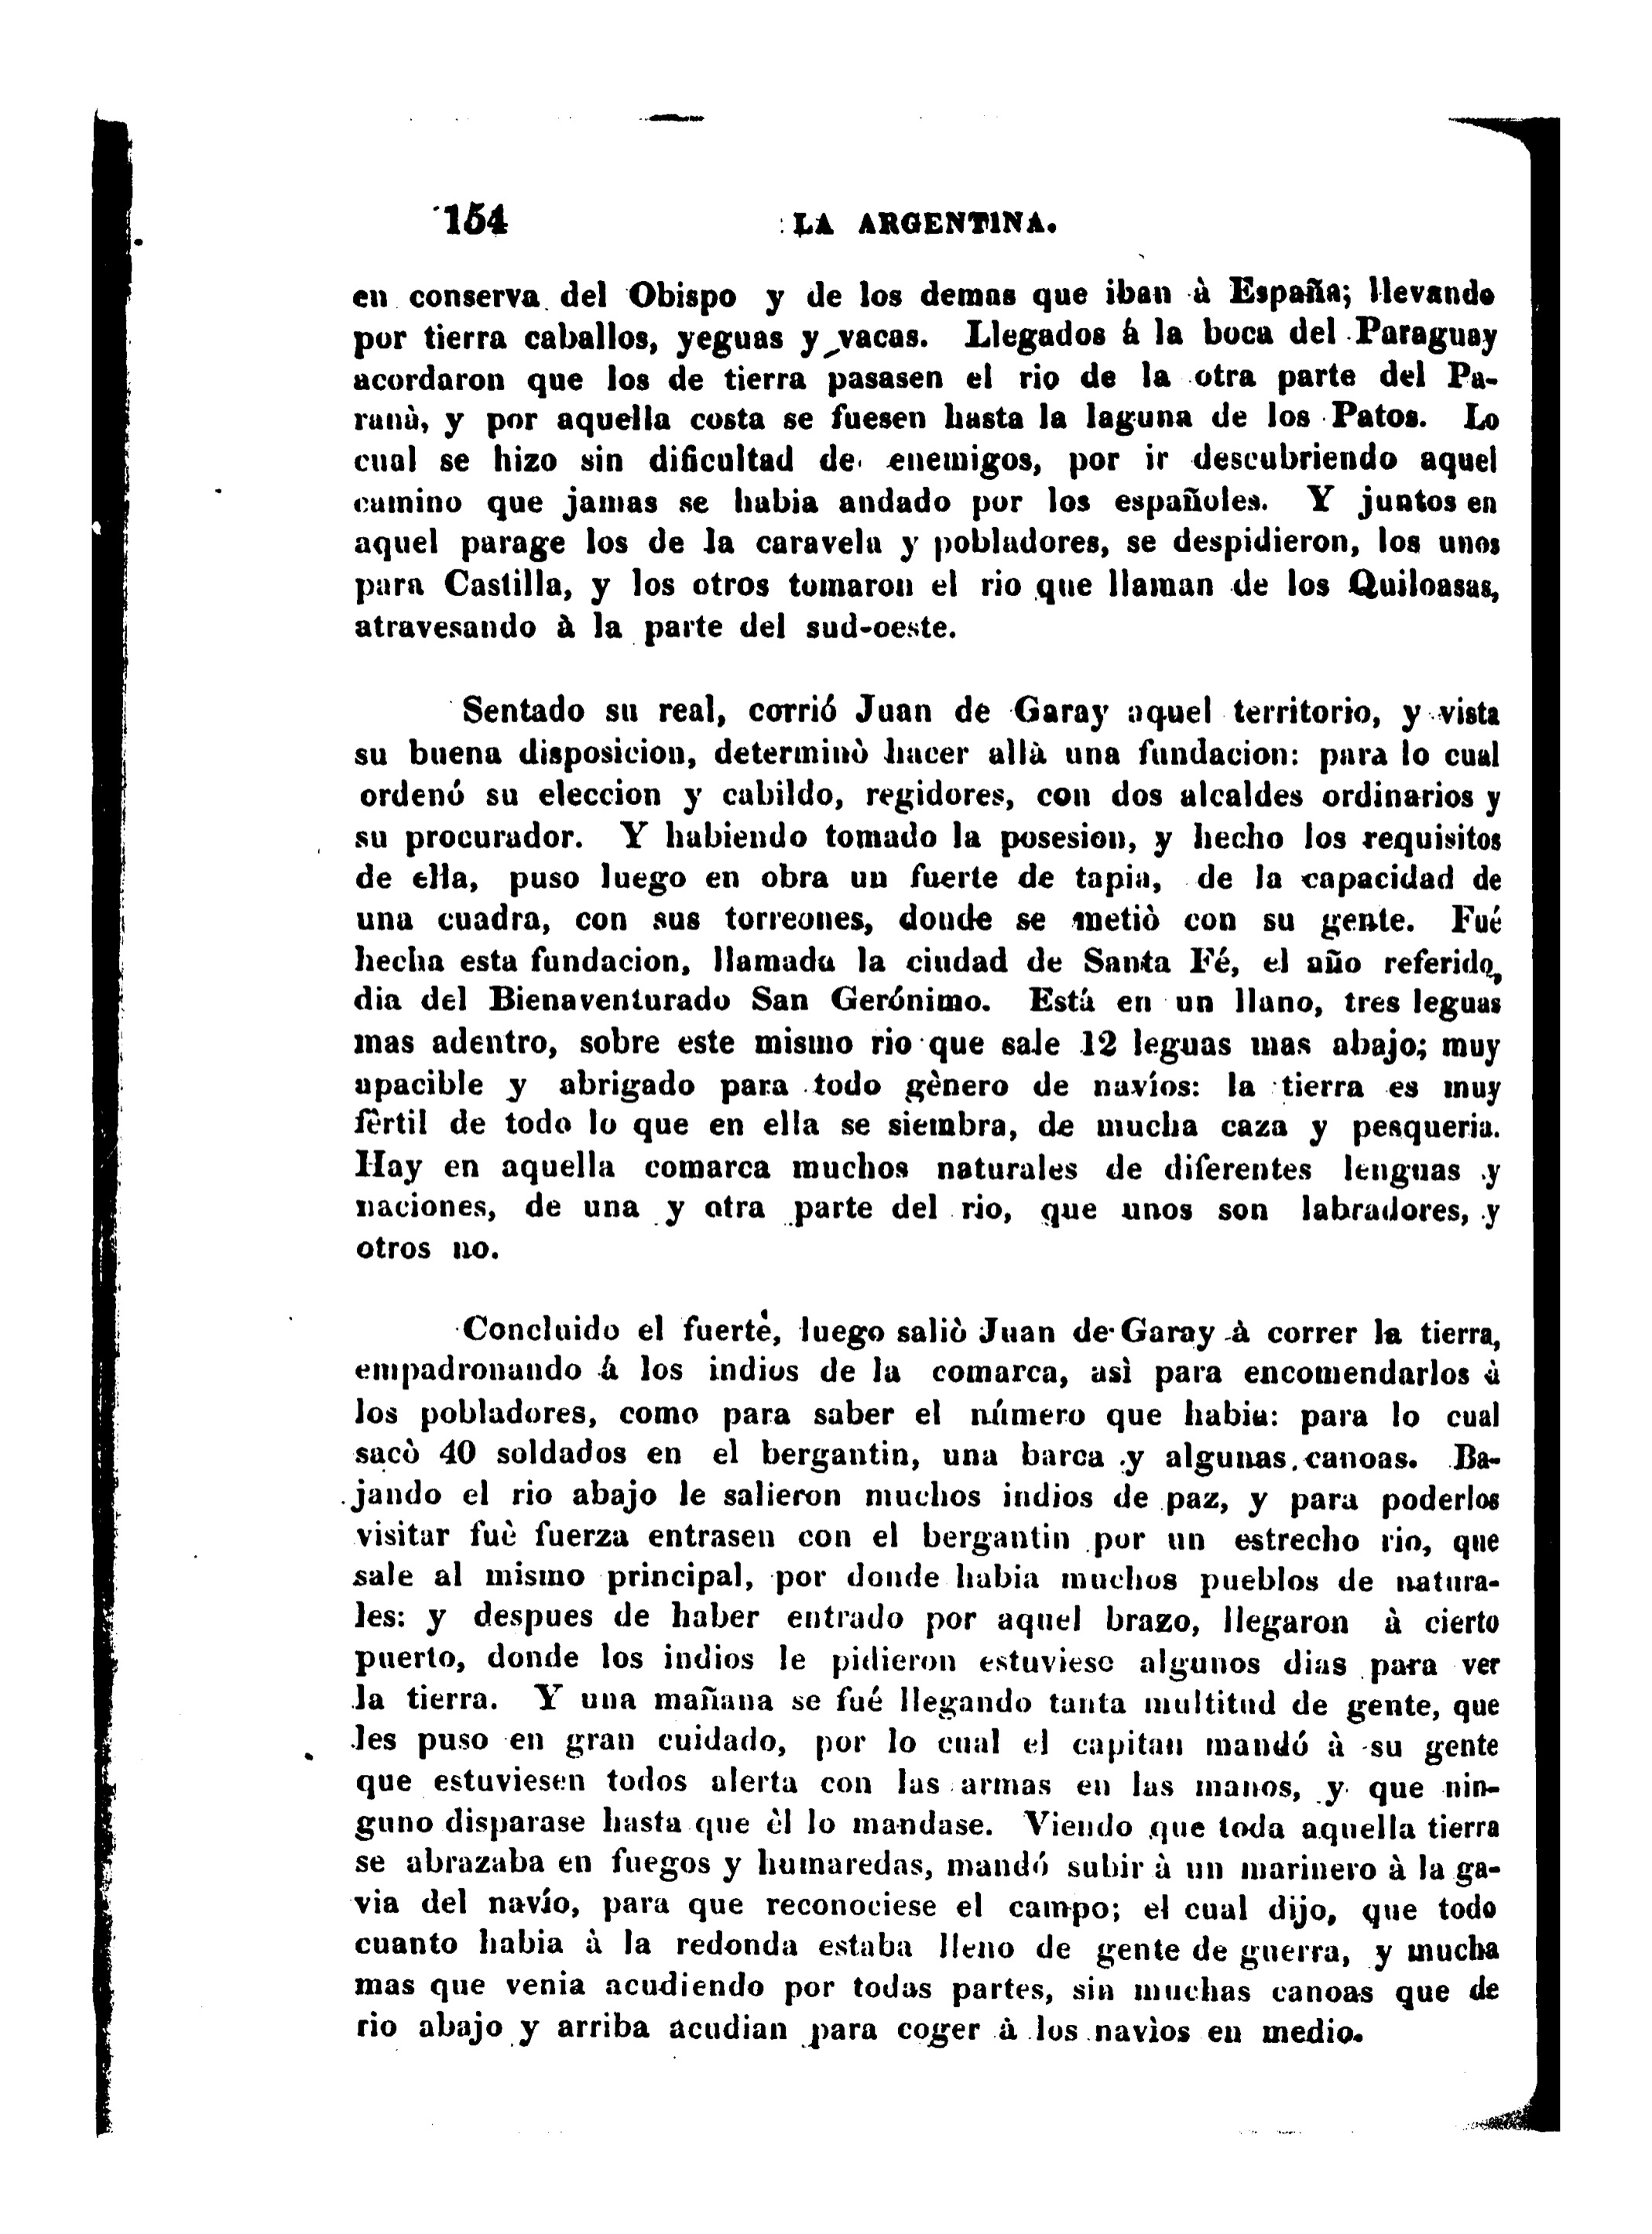 154 LA ARGENTINA.
en conserva del Obispo y de los demas que iban à España; llevando
por tierra caballos, yeguas y vacas. Llegados á la boca del Paraguay
acordaron que los de tierra pasasen el rio de la otra parte del Pa-
ranà, y por aquella costa se fuesen hasta la laguna de los Patos. Lo
cual se hizo sin dificultad de enemigos, por ir descubriendo aquel
camino que jamas se habia andado por los españoles. Y juntos en
aquel parage los de la caravela y pobladores, se despidieron, los unos
para Castilla, y los otros tomaron el rio que llaman de los Quiloasas,
atravesando à la parte del sud-oeste.
Sentado su real, corrió Juan de Garay aquel territorio, y vista
su buena disposicion, determinò hacer allà una fundacion: para lo cual
ordenó su eleccion y cabildo, regidores, con dos alcaldes ordinarios y
su procurador. Y habiendo tomado la posesion, y hecho los requisitos
de ella, puso luego en obra un fuerte de tapia, de la capacidad de
una cuadra, con sus torreones, donde se metiò con su gente. Fué
hecha esta fundacion, llamada la ciudad de Santa Fé, el año referido,
dia del Bienaventurado San Gerónimo. Está en un llano, tres leguas
mas adentro, sobre este mismo rio que sale 12 leguas mas abajo; muy
apacible y abrigado para todo gènero de navíos: la tierra es muy
fèrtil de todo lo que en ella se siembra, de mucha caza y pesqueria.
Hay en aquella comarca muchos naturales de diferentes lenguas y
naciones, de una y otra parte del rio, que unos son labradores, y
otros no.
Concluido el fuerte, luego saliò Juan de Garay à correr la tierra,
empadronando á los indios de la comarca, asì para encomendarlos à
los pobladores, como para saber el número que habia: para lo cual
sacò 40 soldados en el bergantin, una barca y algunas canoas. Ba-
jando el rio abajo le salieron muchos indios de paz, y para poderlos
visitar fuè fuerza entrasen con el bergantin por un estrecho rio, que
sale al mismo principal, por donde habia muchos pueblos de natura-
les: y despues de haber entrado por aquel brazo, llegaron à cierto
puerto, donde los indios le pidieron estuviese algunos dias para ver
la tierra. Y una mañana se fué llegando tanta multitud de gente, que
les puso en gran cuidado, por lo cual el capitan mandó à su gente
que estuviesen todos alerta con las armas en las manos, y que nin-
guno disparase hasta que èl lo mandase. Viendo que toda aquella tierra
se abrazaba en fuegos y humaredas, mandó subir à un marinero à la ga-
via del navío, para que reconociese el campo; el cual dijo, que todo
cuanto habia à la redonda estaba lleno de gente de guerra, y mucha
mas que venia acudiendo por todas partes, sin muchas canoas que de
rio abajo y arriba acudian para coger à los navìos en medio.